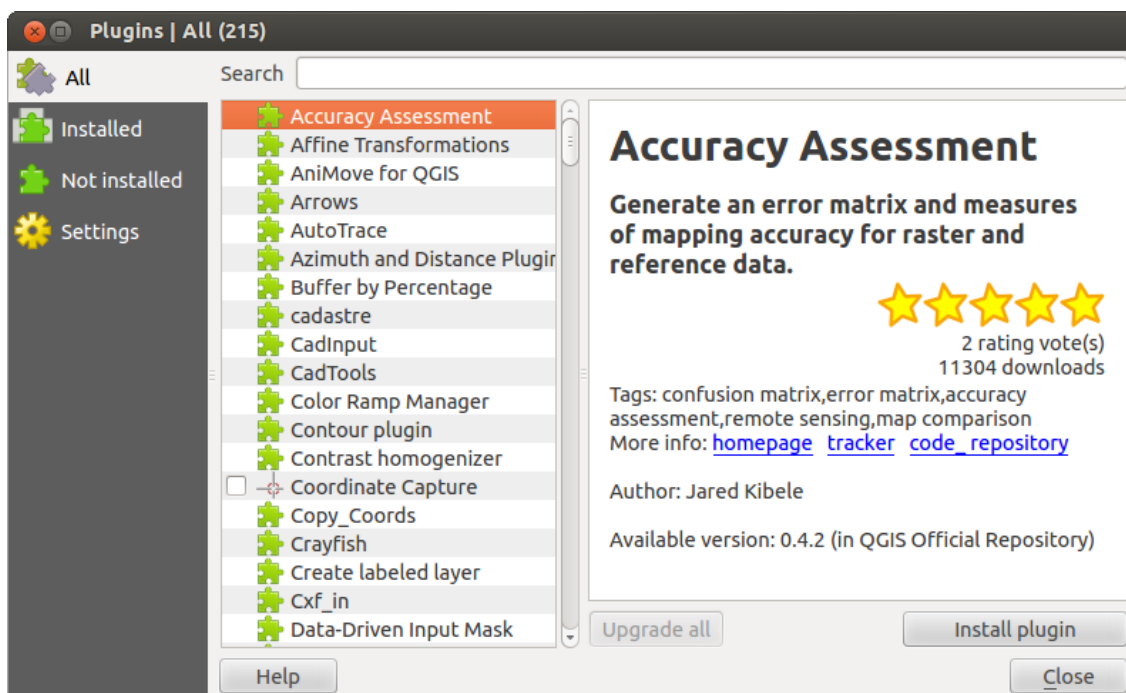 Plugins | All (215)
All
Installed
Not installed
Settings
Search
Accuracy Assessment
Affine Transformations
AniMove for QGIS
Arrows
AutoTrace
Azimuth and Distance Plugin
Buffer by Percentage
cadastre
CadInput
CadTools
Color Ramp Manager
Contour plugin
Contrast homogenizer
Coordinate Capture
Copy_Coords
Crayfish
Create labeled layer
Cxf_in
Data-Driven Input Mask
Accuracy Assessment
Generate an error matrix and measures
of mapping accuracy for raster and
reference data.
2 rating vote(s)
11304 downloads
Tags: confusion matrix,error matrix,accuracy
assessment,remote sensing,map comparison
More info: homepage tracker code_repository
Author: Jared Kibele
Available version: 0.4.2 (in QGIS Official Repository)
Upgrade all
Install plugin
Help
Close